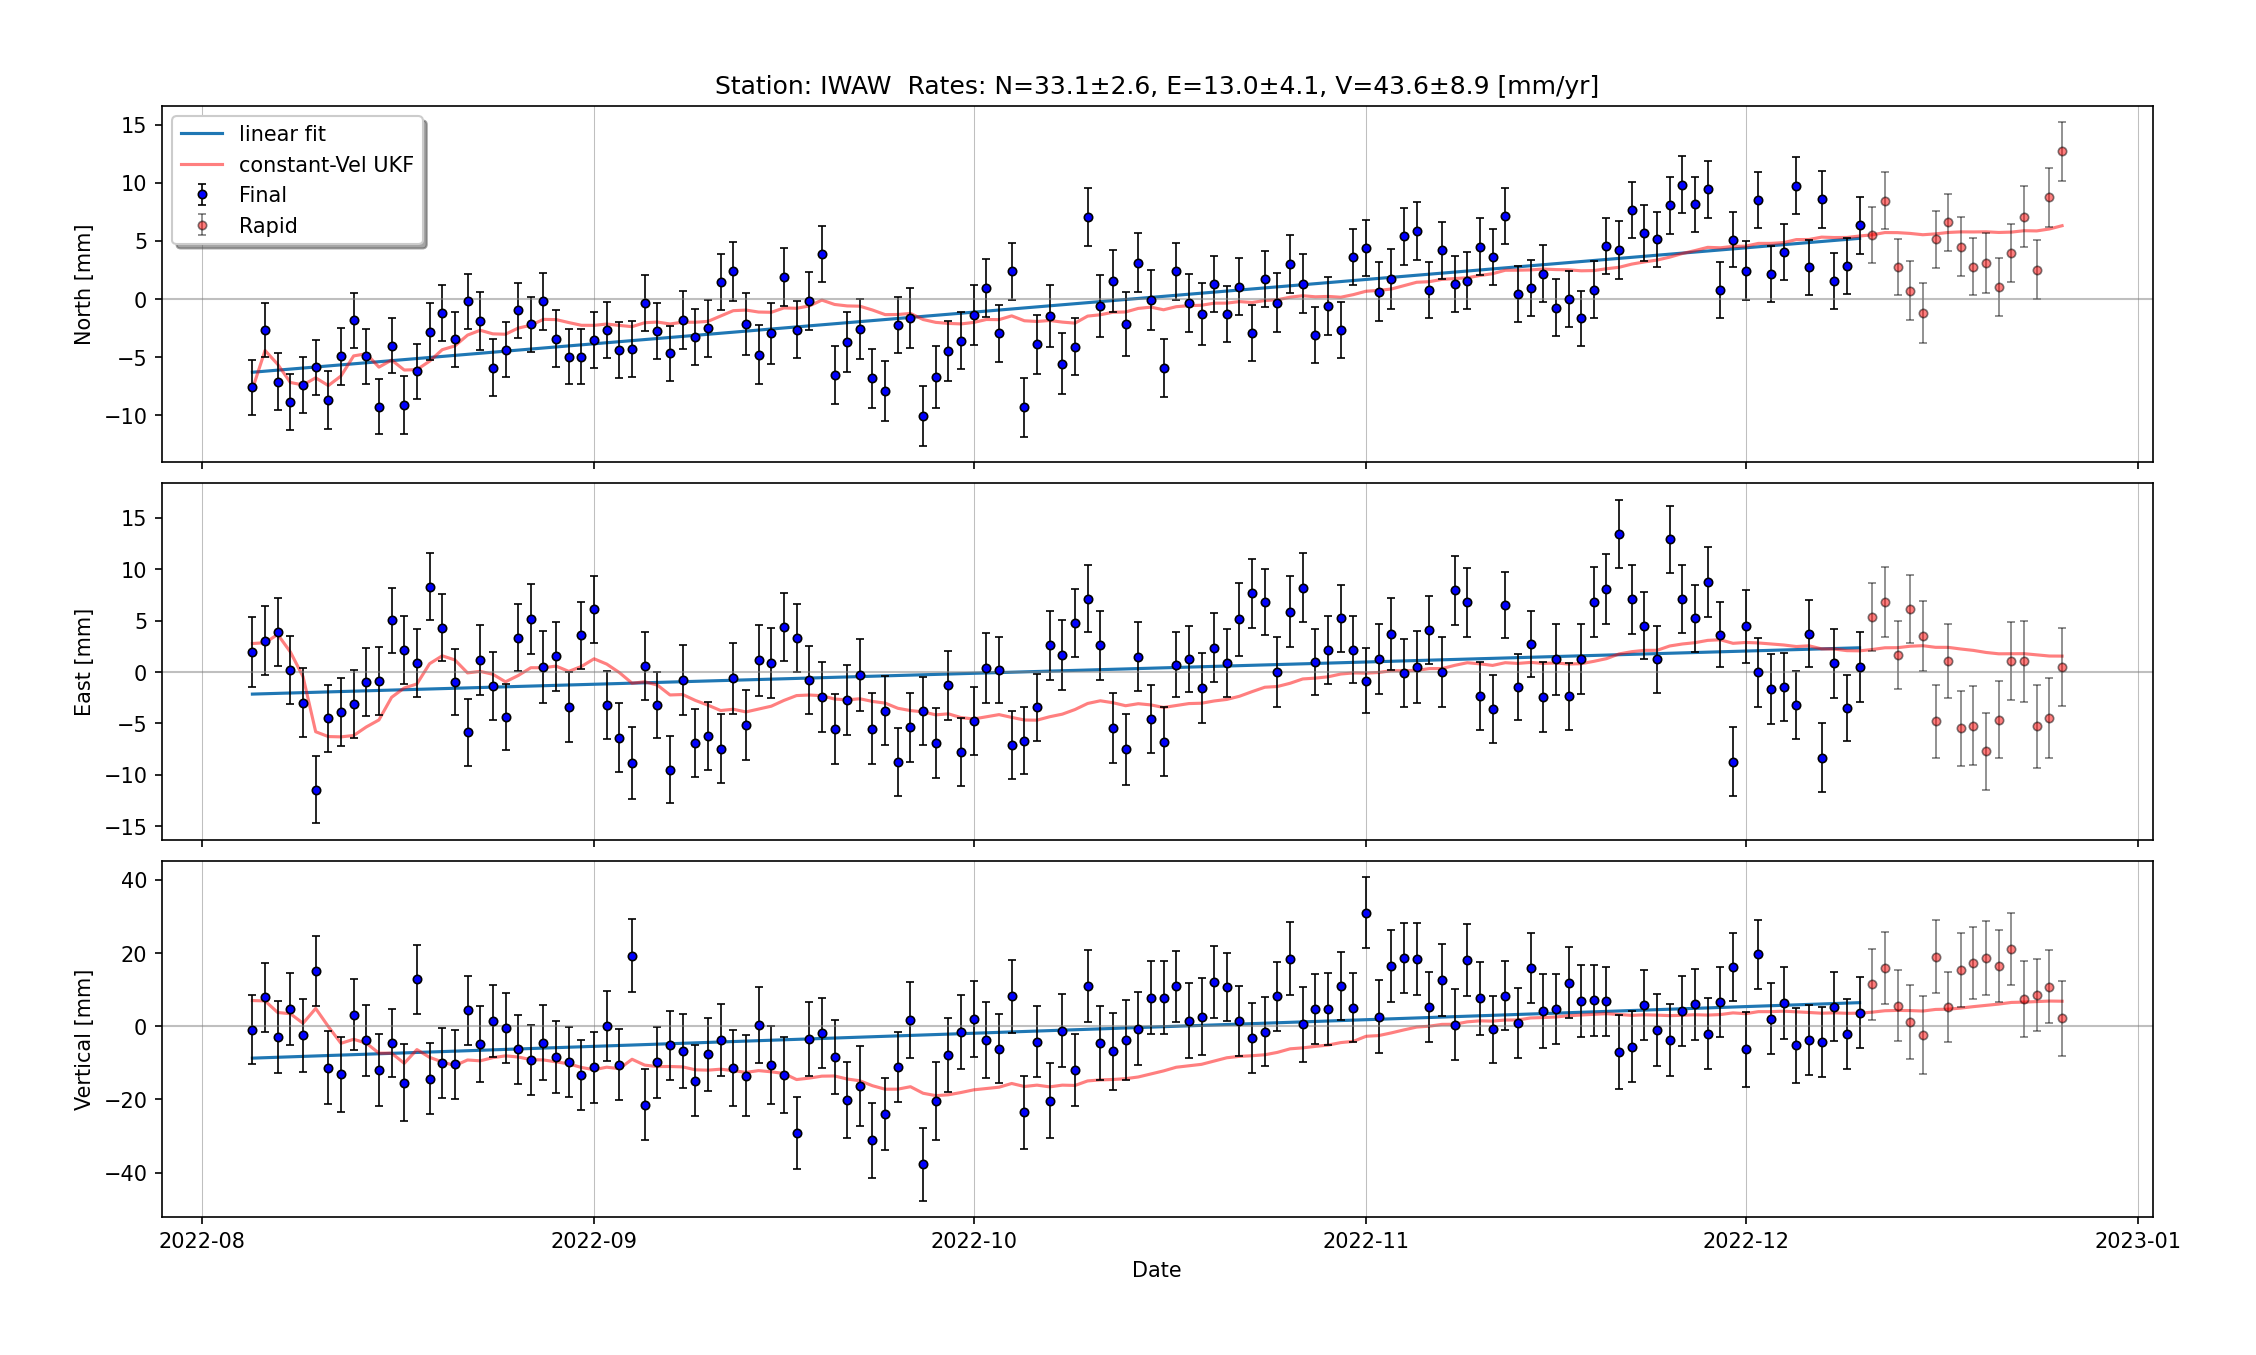 Station: IWAW  Rates: N=33.1±2.6, E=13.0±4.1, V=43.6±8.9 [mm/yr]
linear fit
constant-Vel UKF
Final
Rapid
North [mm]
15
10
5
0
−5
−10
East [mm]
15
10
5
0
−5
−10
−15
Vertical [mm]
40
20
0
−20
−40
2022-08 2022-09 2022-10 2022-11 2022-12 2023-01
Date